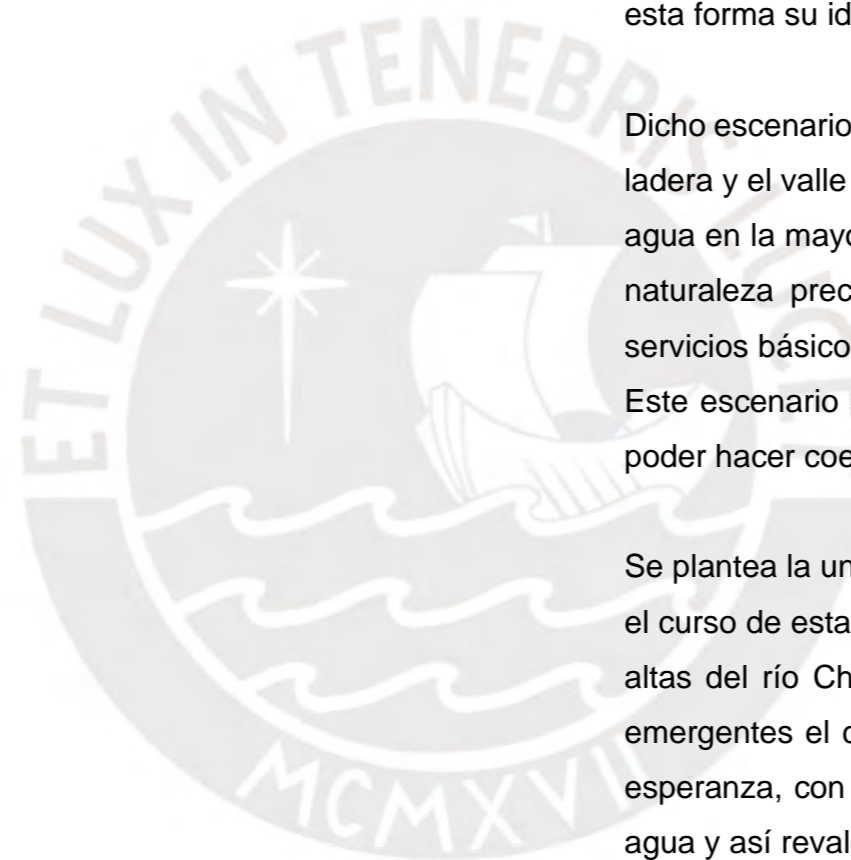 ET LUX IN TENEBRIS LUCET
MCMXVII
esta forma su id
Dicho escenario
ladera y el valle
agua en la mayo
naturaleza prec
servicios básico
Este escenario
poder hacer coe
Se plantea la un
el curso de esta
altas del río Ch
emergentes el c
esperanza, con
agua y así reval